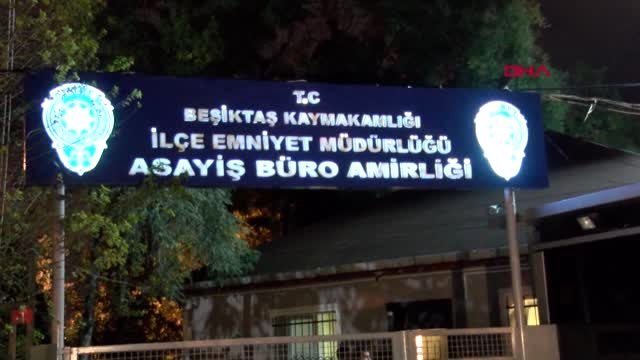 DHA
T.C
BEŞİKTAŞ KAYMAKAMLIĞI
İLÇE EMNİYET MÜDÜRLÜĞÜ
ASAYİŞ BÜRO AMİRLİĞİ